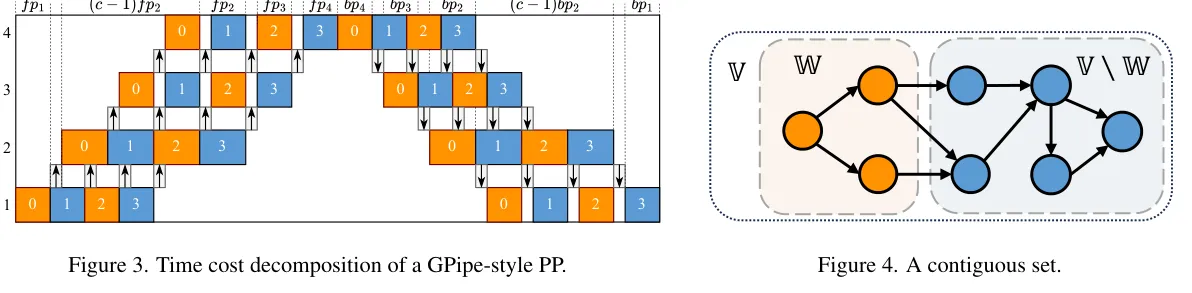 fp₁ (c − 1)fp₂ fp₂ fp₃ fp₄ bp₄ bp₃ bp₂ (c − 1)bp₂ bp₁
4 0 1 2 3 0 1 2 3
3 0 1 2 3 0 1 2 3
2 0 1 2 3 0 1 2 3
1 0 1 2 3 0 1 2 3
Figure 3. Time cost decomposition of a GPipe-style PP.
𝕍 𝕎 𝕍 \ 𝕎
Figure 4. A contiguous set.